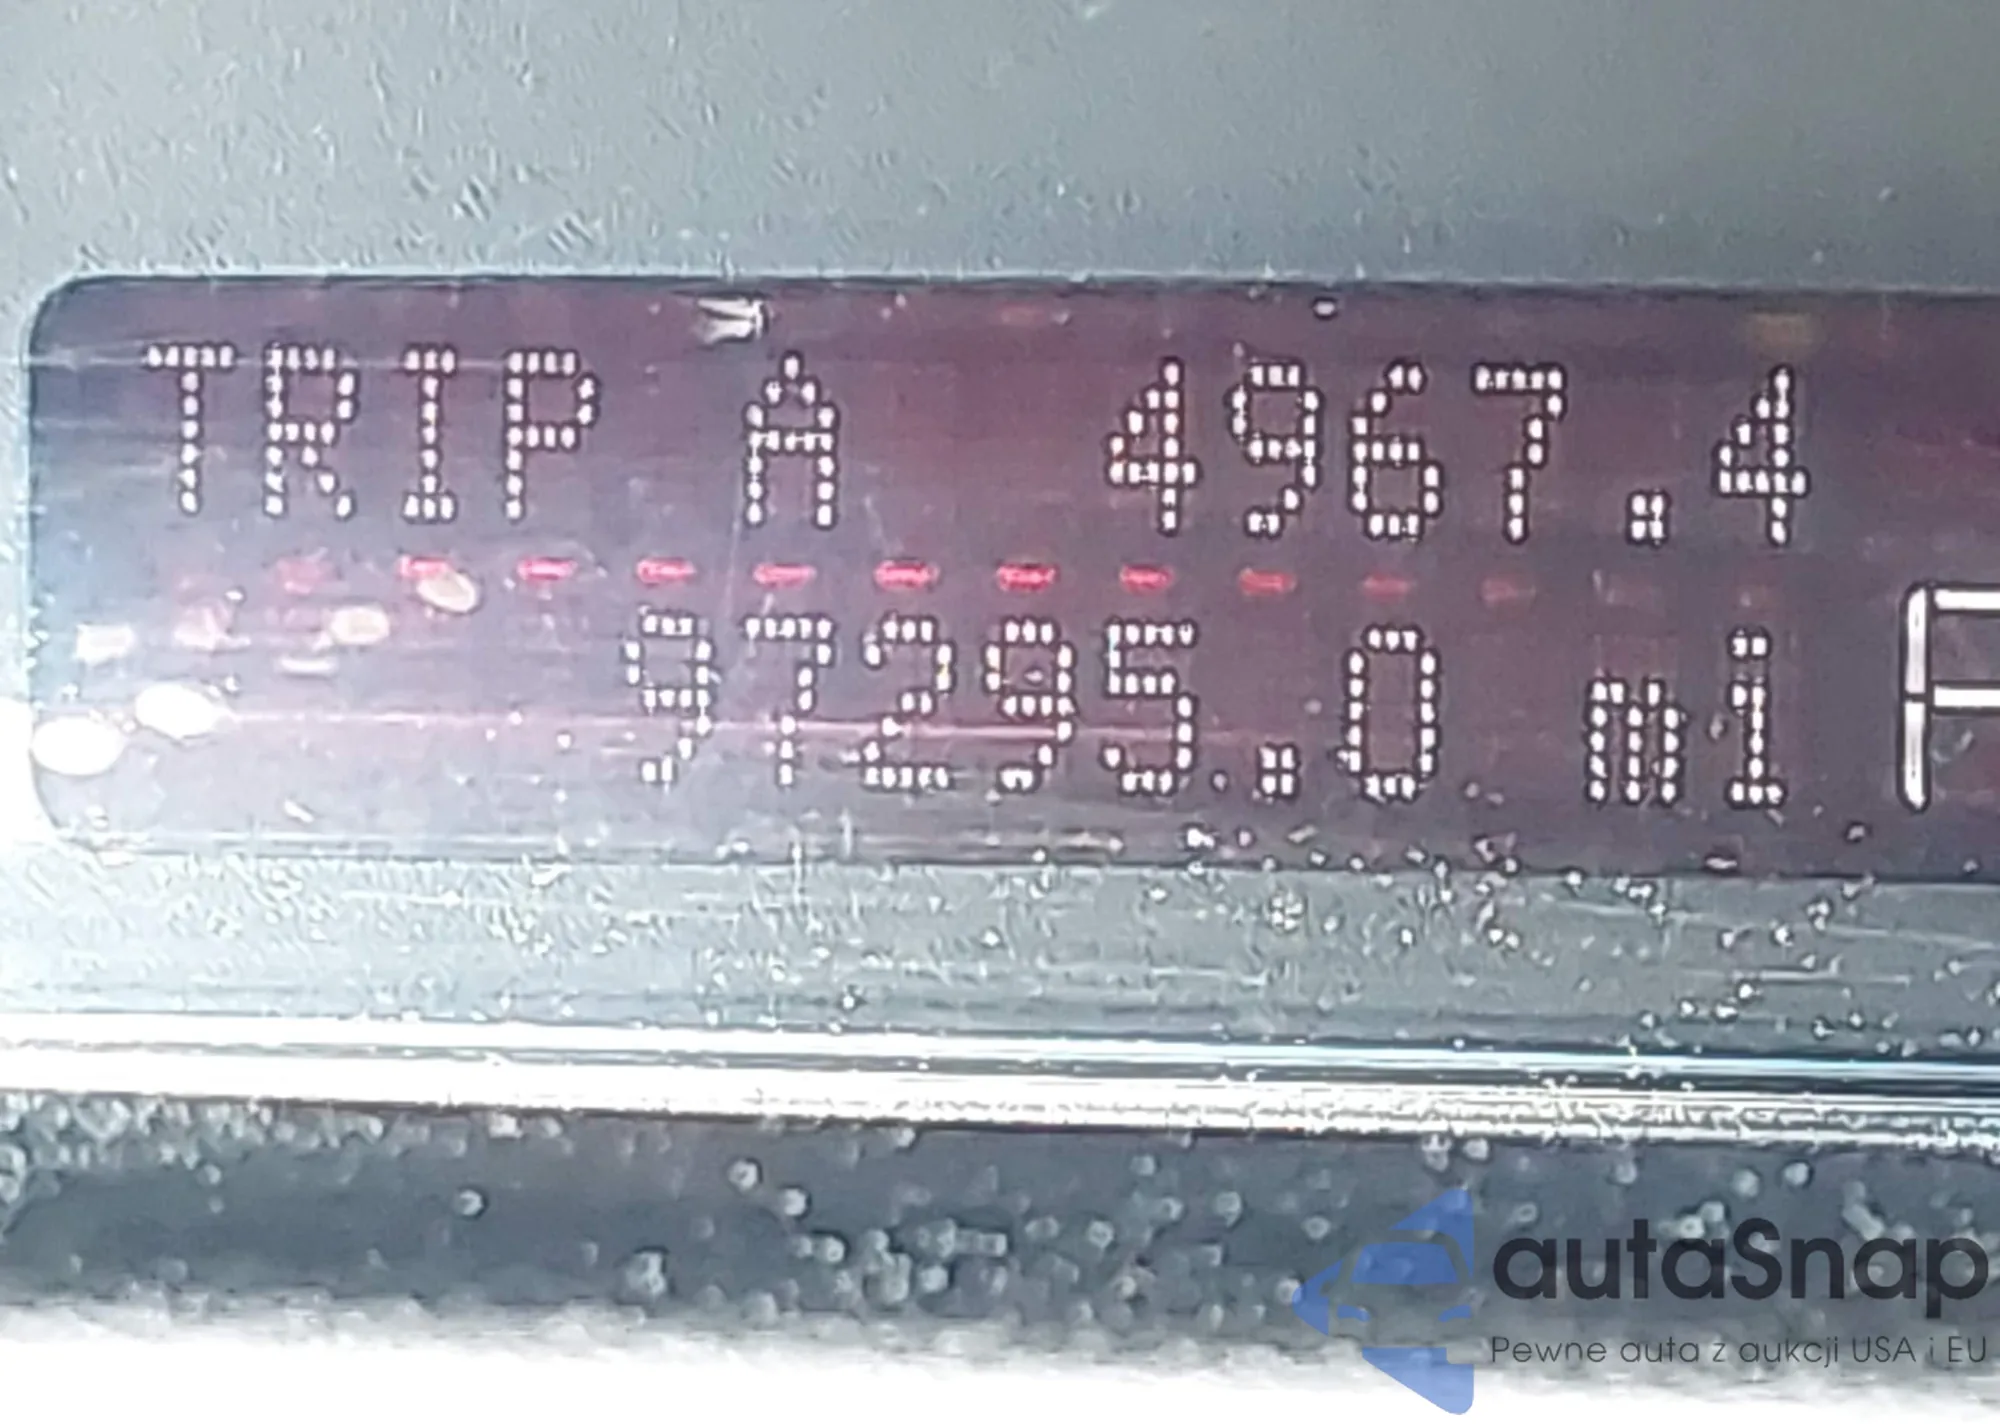 TRIP A 4967.4
97295.0 mi
autaSnap
Pewne auta z aukcji USA i EU